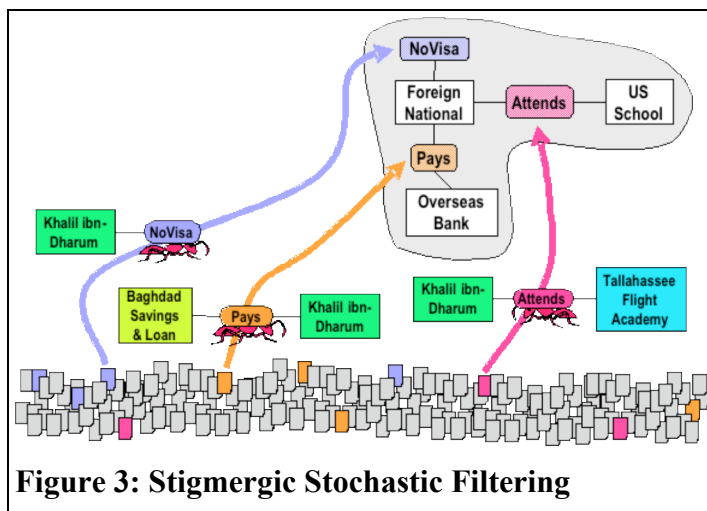 NoVisa
Foreign
National
Attends
US
School
Pays
Overseas
Bank
Khalil ibn-
Dharum
NoVisa
Baghdad
Savings
& Loan
Pays
Khalil ibn-
Dharum
Khalil ibn-
Dharum
Attends
Tallahassee
Flight
Academy
Figure 3: Stigmergic Stochastic Filtering